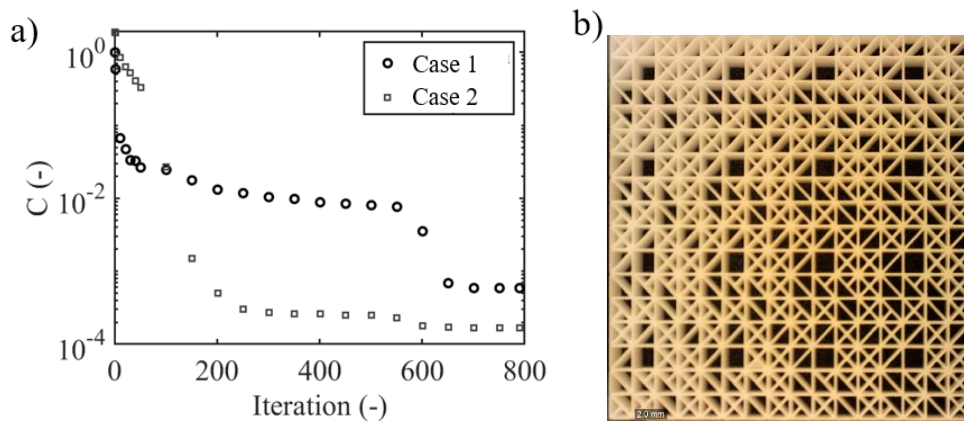 a)
b)
C (-)
10^0
10^-2
10^-4
Case 1
Case 2
0
200
400
600
800
Iteration (-)
2.0 mm